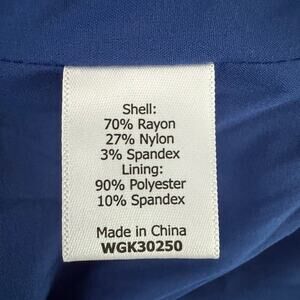 Shell:
70% Rayon
27% Nylon
3% Spandex
Lining:
90% Polyester
10% Spandex
Made in China
WGK30250